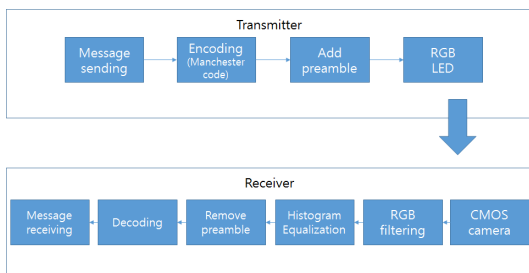 Transmitter
Message
sending
Encoding
(Manchester
code)
Add
preamble
RGB
LED
Receiver
Message
receiving
Decoding
Remove
preamble
Histogram
Equalization
RGB
filtering
CMOS
camera